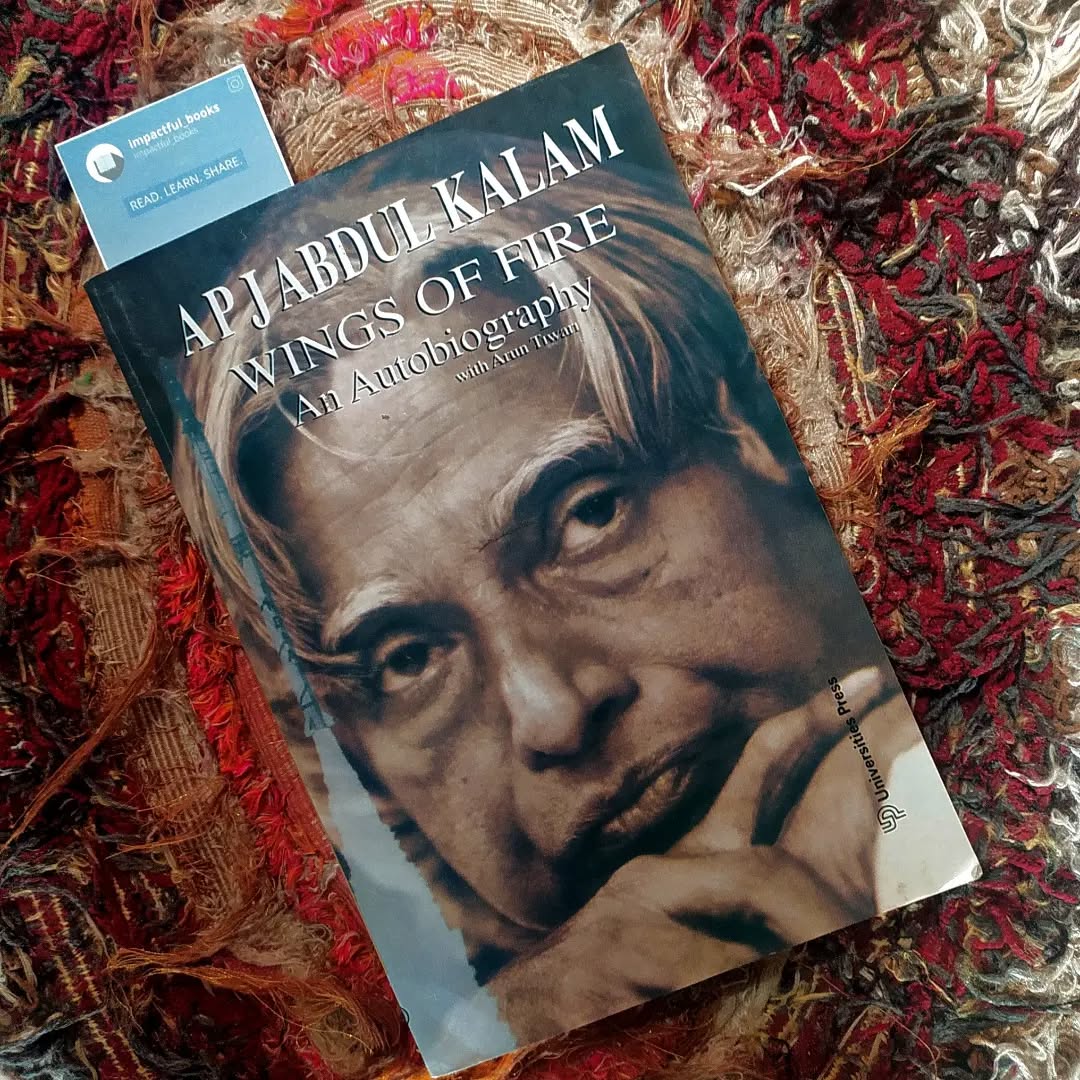 impactful_books
impactful_books
READ. LEARN. SHARE.
A P J ABDUL KALAM
WINGS OF FIRE
An Autobiography
with Arun Tiwari
Universities Press